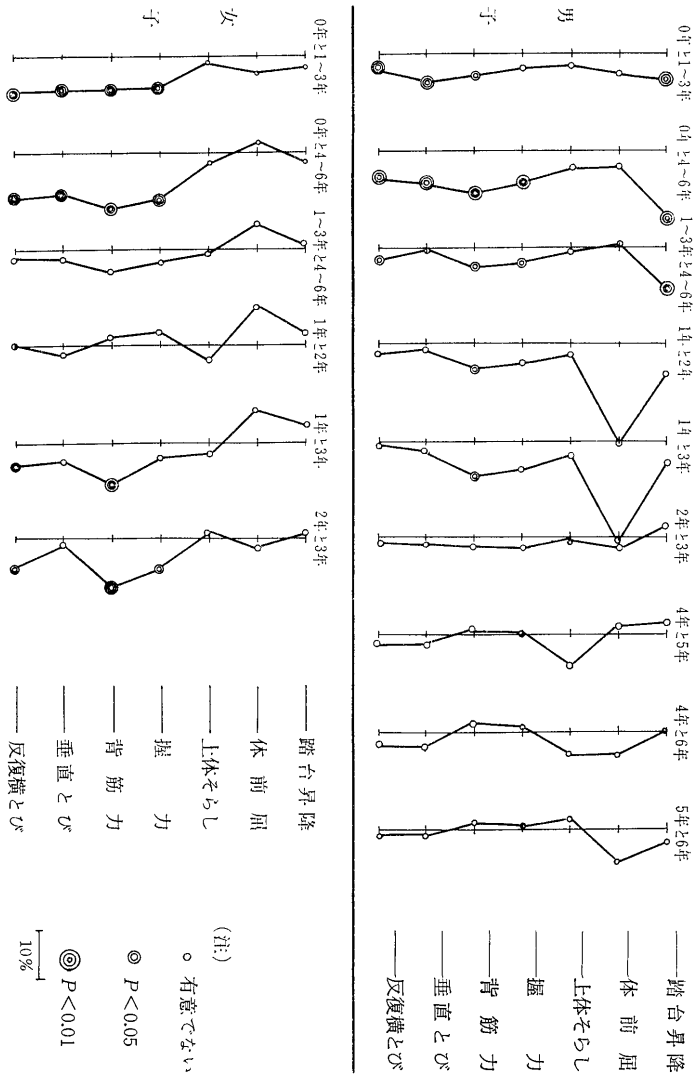 男子
0年と1～3年
0年と4～6年
1～3年と4～6年
1年と2年
1年と3年
2年と3年
4年と5年
4年と6年
5年と6年
踏台昇降
体前屈
上体そらし
握力
背筋力
垂直とび
反復横とび
女子
0年と1～3年
0年と4～6年
1～3年と4～6年
1年と2年
1年と3年
2年と3年
踏台昇降
体前屈
上体そらし
握力
背筋力
垂直とび
反復横とび
(注)
有意でない
P<0.05
P<0.01
10%